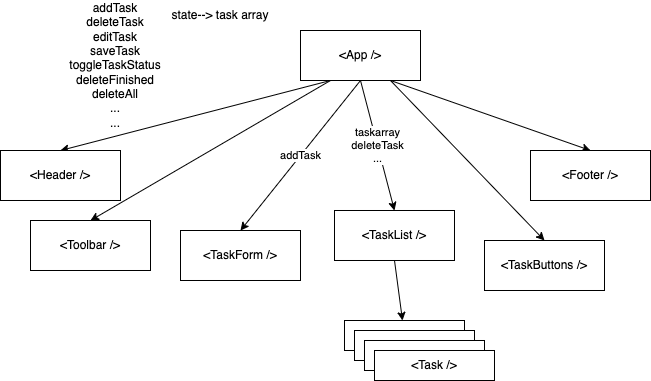 addTask
deleteTask
state--> task array
editTask
saveTask
toggleTaskStatus
deleteFinished
deleteAll
...
...
<App />
taskarray
deleteTask
...
addTask
<Header />
<Footer />
<Toolbar />
<TaskForm />
<TaskList />
<TaskButtons />
<Task />